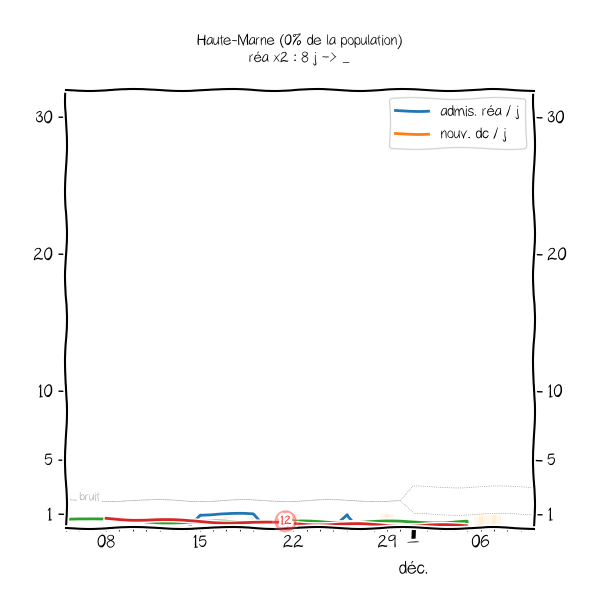 Haute-Marne (0% de la population)
réa x2 : 8 j -> _
admis. réa / j
nouv. dc / j
30
30
20
20
10
10
5
5
bruit
1
1
12
08
15
22
29
06
déc.